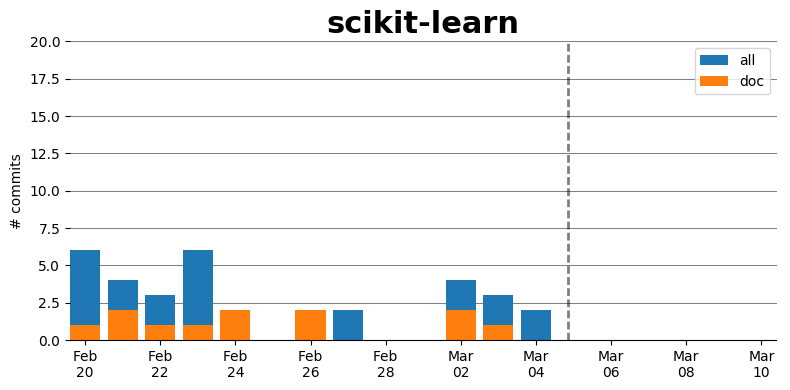 scikit-learn
20.0
17.5
15.0
12.5
10.0
7.5
5.0
2.5
0.0
# commits
all
doc
Feb 20
Feb 22
Feb 24
Feb 26
Feb 28
Mar 02
Mar 04
Mar 06
Mar 08
Mar 10